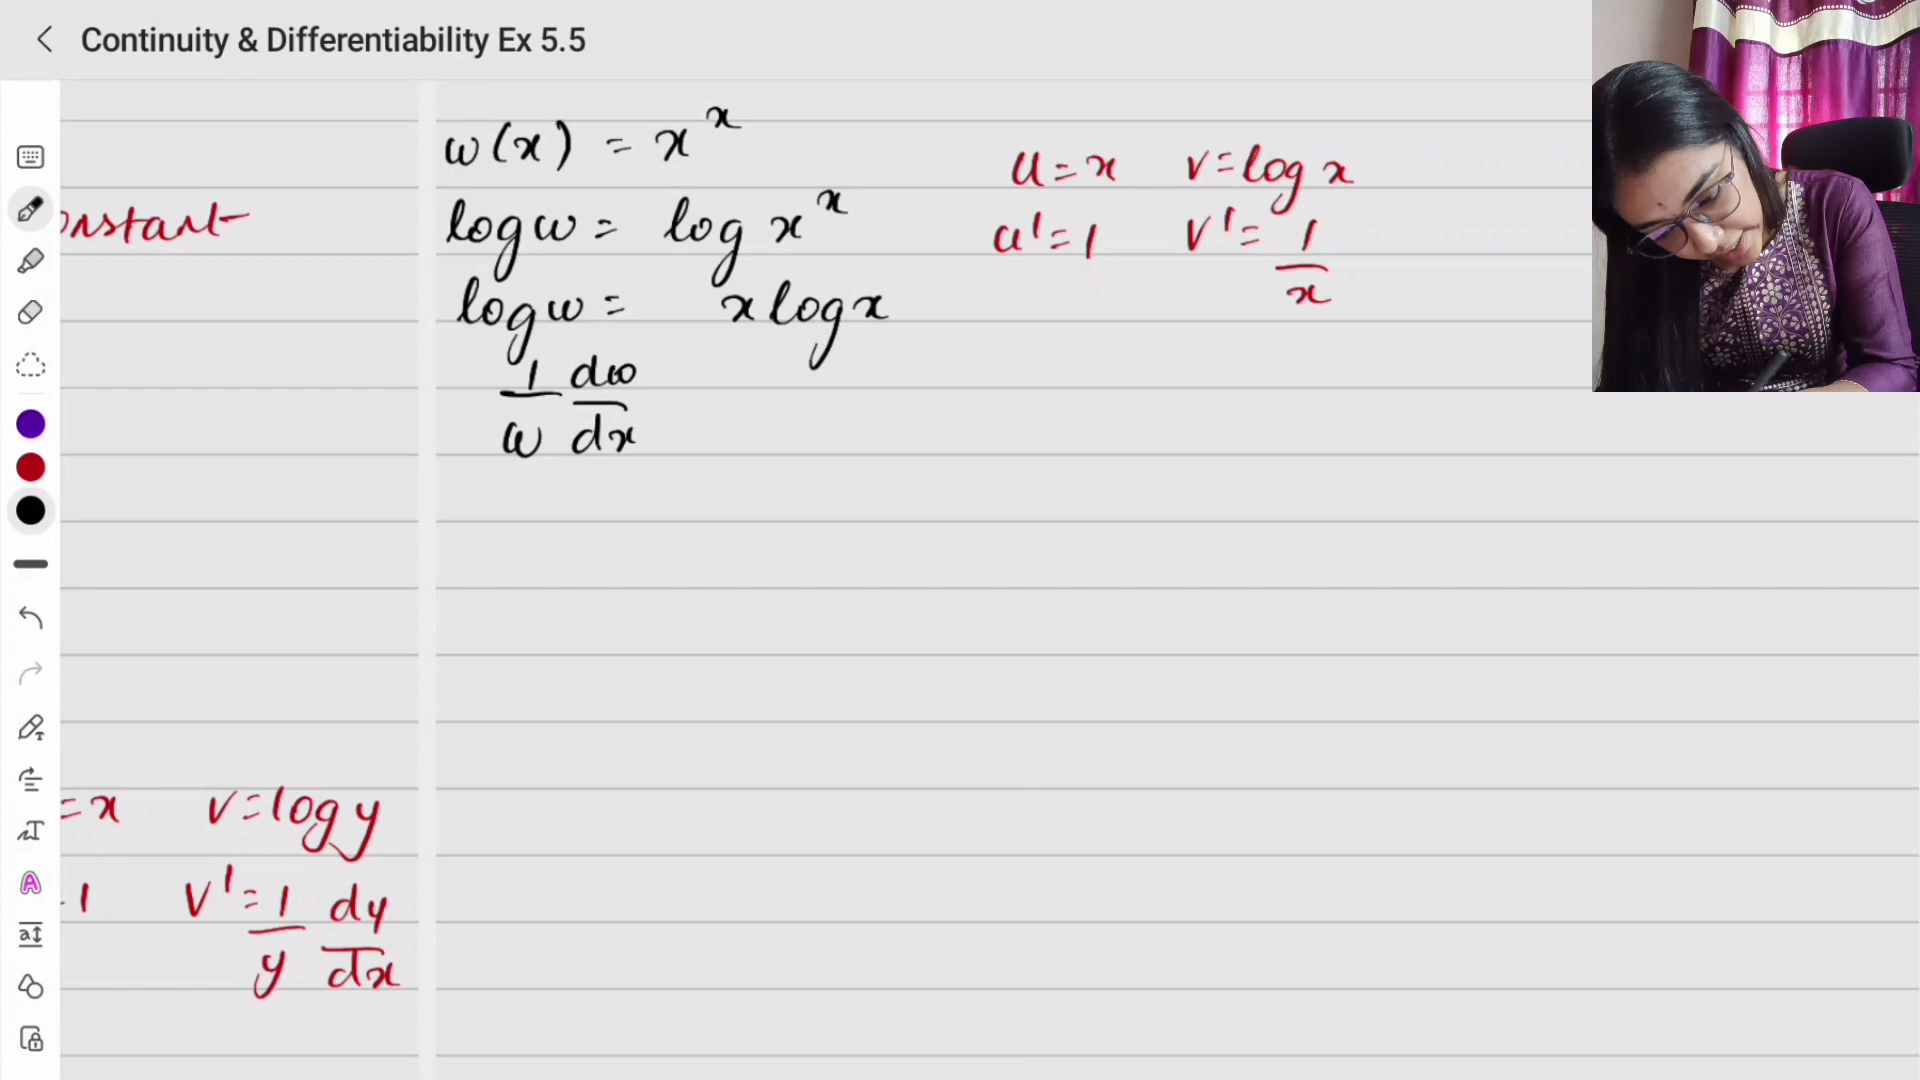 Continuity & Differentiability Ex 5.5
w(x) = x^x
log w = log x^x
log w = x log x
1/w dw/dx
u = x v = log x
u' = 1 v' = 1/x
onstant
= x v = log y
1 v' = 1/y dy/dx